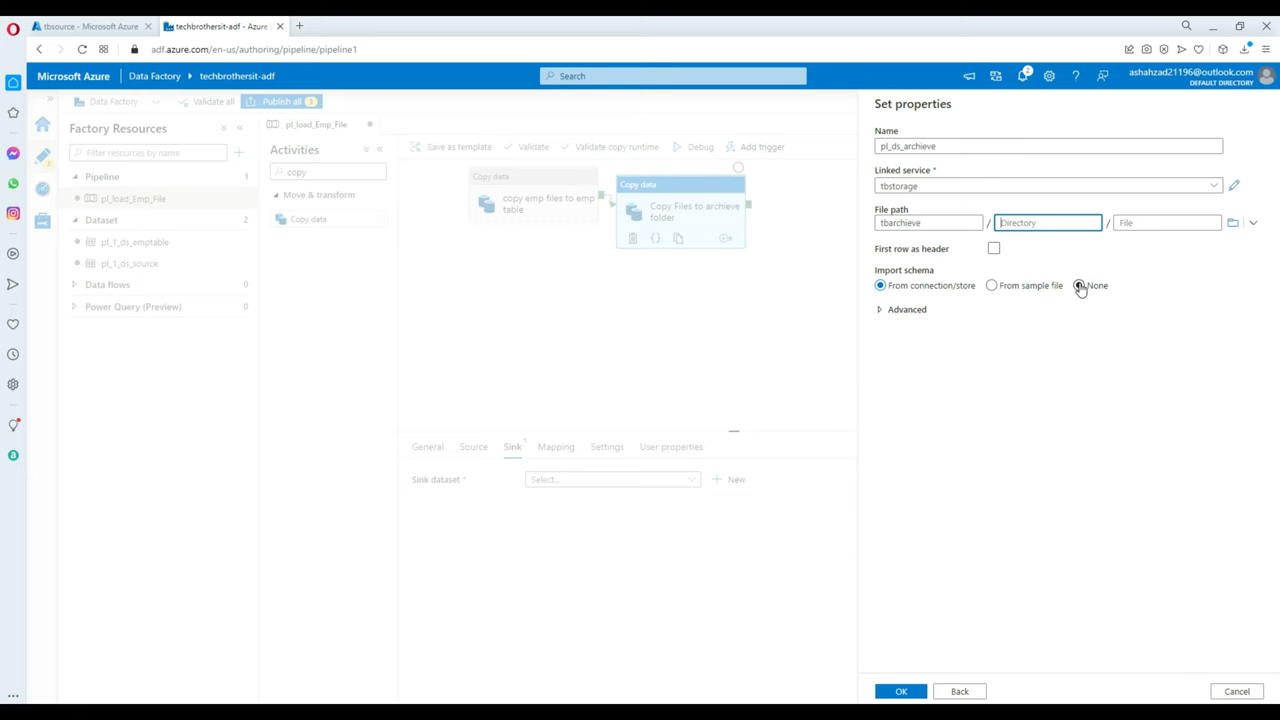 tbsource - Microsoft Azure
techbrothersit-adf - Azure
adf.azure.com/en-us/authoring/pipeline/pipeline1
Microsoft Azure
Data Factory
techbrothersit-adf
Search
2
ashahzad21196@outlook.com
DEFAULT DIRECTORY
Data Factory
Validate all
Publish all
3
Factory Resources
Filter resources by name
Pipeline 1
pl_load_Emp_File
Dataset 2
pl_1_ds_emptable
pl_1_ds_source
Data flows 0
Power Query (Preview) 0
pl_load_Emp_File
Activities
copy
Move & transform
Copy data
Save as template
Validate
Validate copy runtime
Debug
Add trigger
Copy data
copy emp files to emp
table
Copy data
Copy Files to archieve
folder
General
Source
Sink 1
Mapping
Settings
User properties
Sink dataset *
Select...
New
Set properties
Name
pl_ds_archieve
Linked service *
tbstorage
File path
tbarchieve / Directory / File
First row as header
Import schema
From connection/store
From sample file
None
Advanced
OK
Back
Cancel